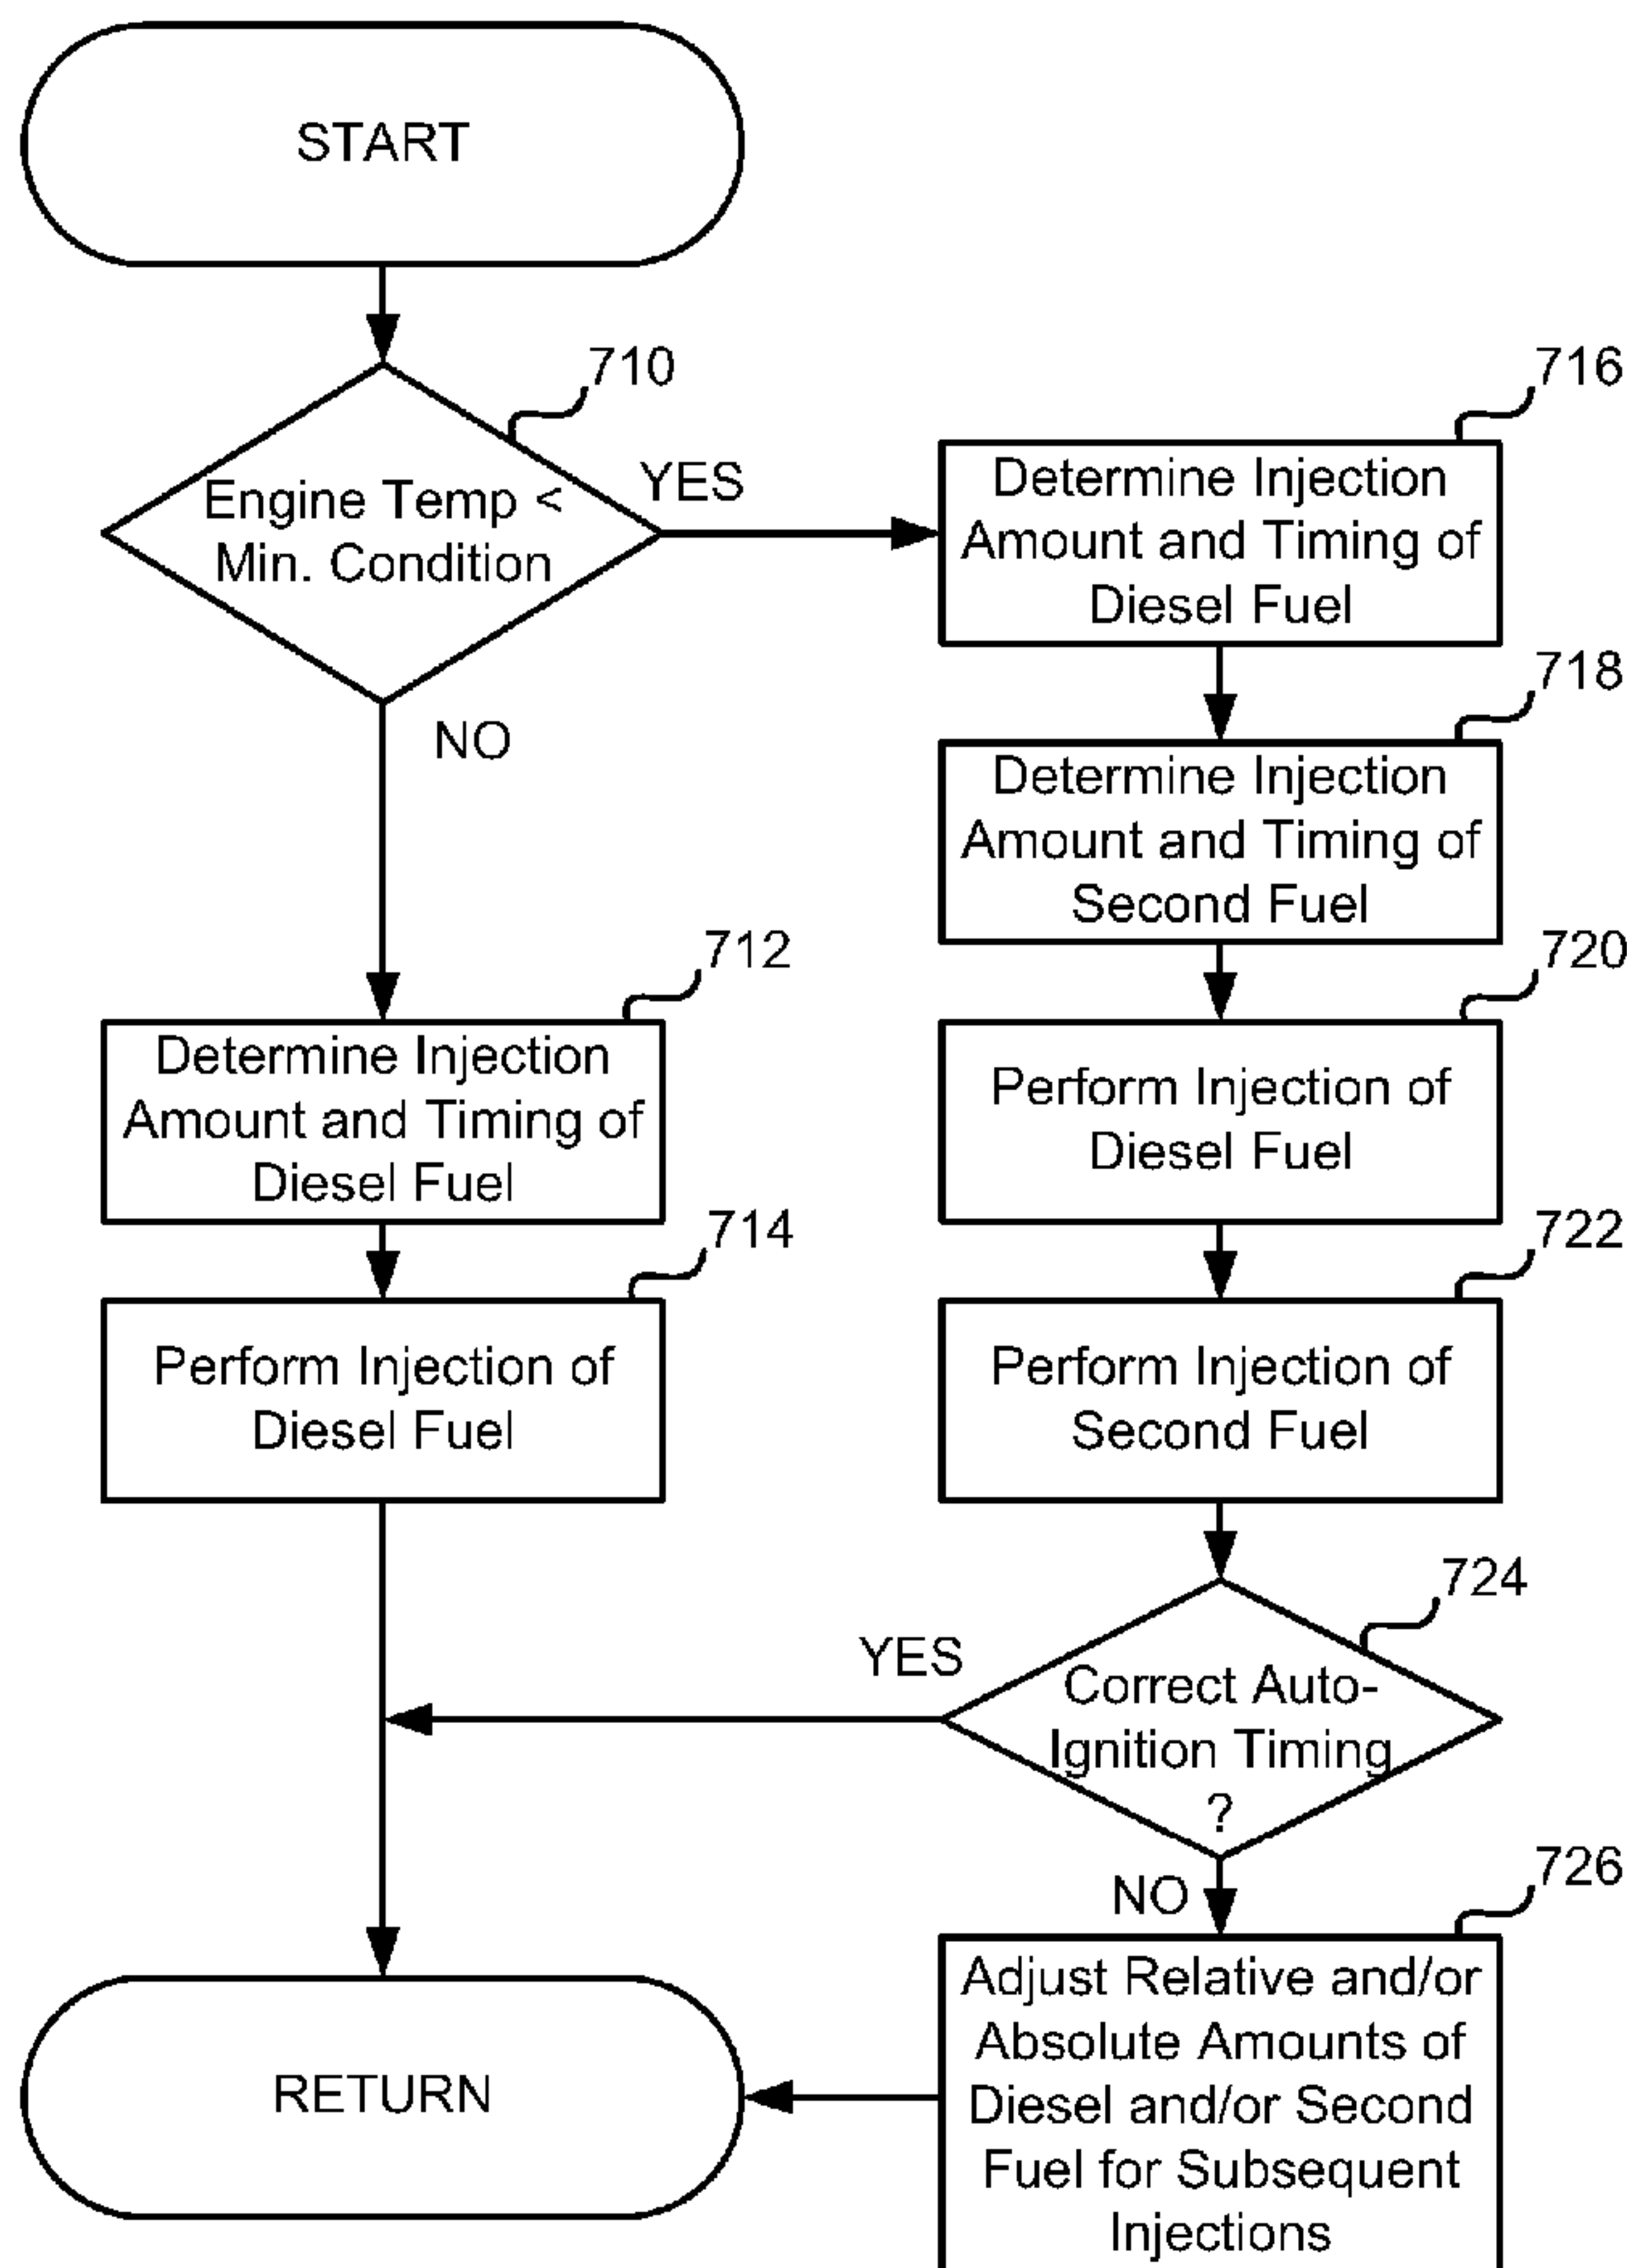 START
710
Engine Temp <
Min. Condition
YES
NO
716
Determine Injection
Amount and Timing of
Diesel Fuel
718
Determine Injection
Amount and Timing of
Second Fuel
712
Determine Injection
Amount and Timing of
Diesel Fuel
720
Perform Injection of
Diesel Fuel
714
Perform Injection of
Diesel Fuel
722
Perform Injection of
Second Fuel
724
YES
Correct Auto-
Ignition Timing
?
NO
726
Adjust Relative and/or
Absolute Amounts of
Diesel and/or Second
Fuel for Subsequent
Injections
RETURN